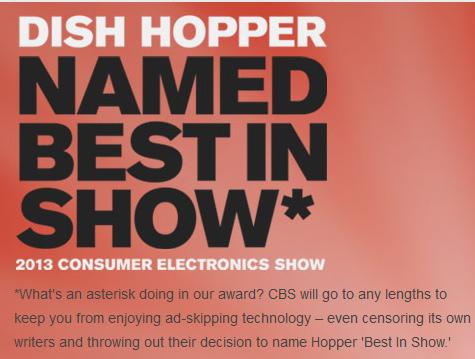 DISH HOPPER
NAMED
BEST IN
SHOW*
2013 CONSUMER ELECTRONICS SHOW
*What's an asterisk doing in our award? CBS will go to any lengths to
keep you from enjoying ad-skipping technology – even censoring its own
writers and throwing out their decision to name Hopper 'Best In Show.'